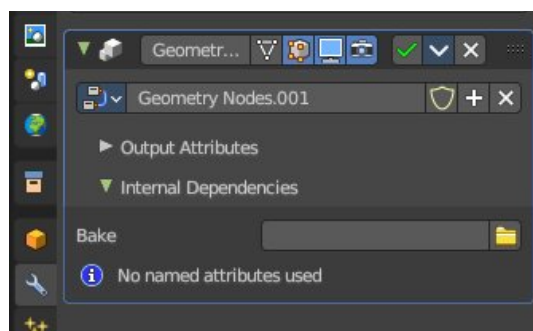 Geometr...
Geometry Nodes.001
Output Attributes
Internal Dependencies
Bake
No named attributes used